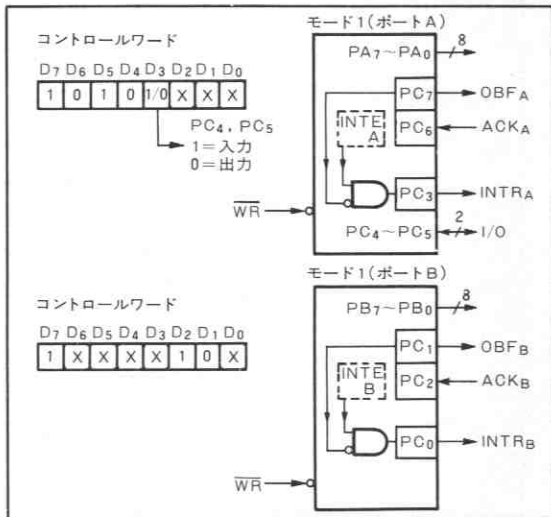 モード1(ポートA)
コントロールワード
D7 D6 D5 D4 D3 D2 D1 D0
1 0 1 0 1/0 X X X
PC4, PC5
1=入力
0=出力
PA7〜PA0
8
PC7
OBFA
PC6
ACKA
INTE
A
PC3
INTRA
WR
PC4〜PC5
2
I/O
モード1(ポートB)
コントロールワード
D7 D6 D5 D4 D3 D2 D1 D0
1 X X X X 1 0 X
PB7〜PB0
8
PC1
OBFB
PC2
ACKB
INTE
B
PC0
INTRB
WR